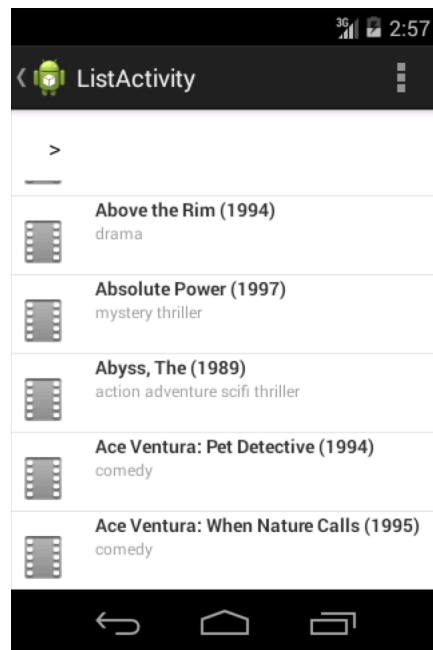 3G 2:57
ListActivity
>
Above the Rim (1994)
drama
Absolute Power (1997)
mystery thriller
Abyss, The (1989)
action adventure scifi thriller
Ace Ventura: Pet Detective (1994)
comedy
Ace Ventura: When Nature Calls (1995)
comedy